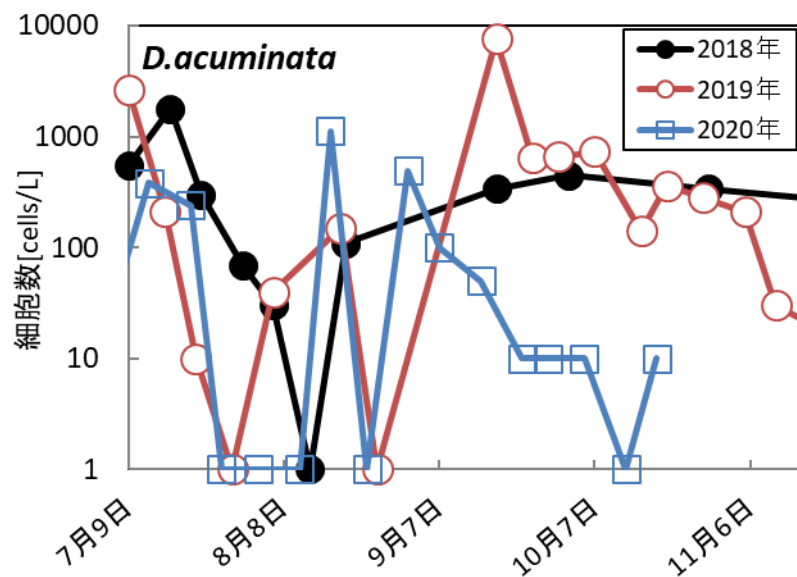 D.acuminata
2018年
2019年
2020年
細胞数[cells/L]
10000
1000
100
10
1
7月9日
8月8日
9月7日
10月7日
11月6日